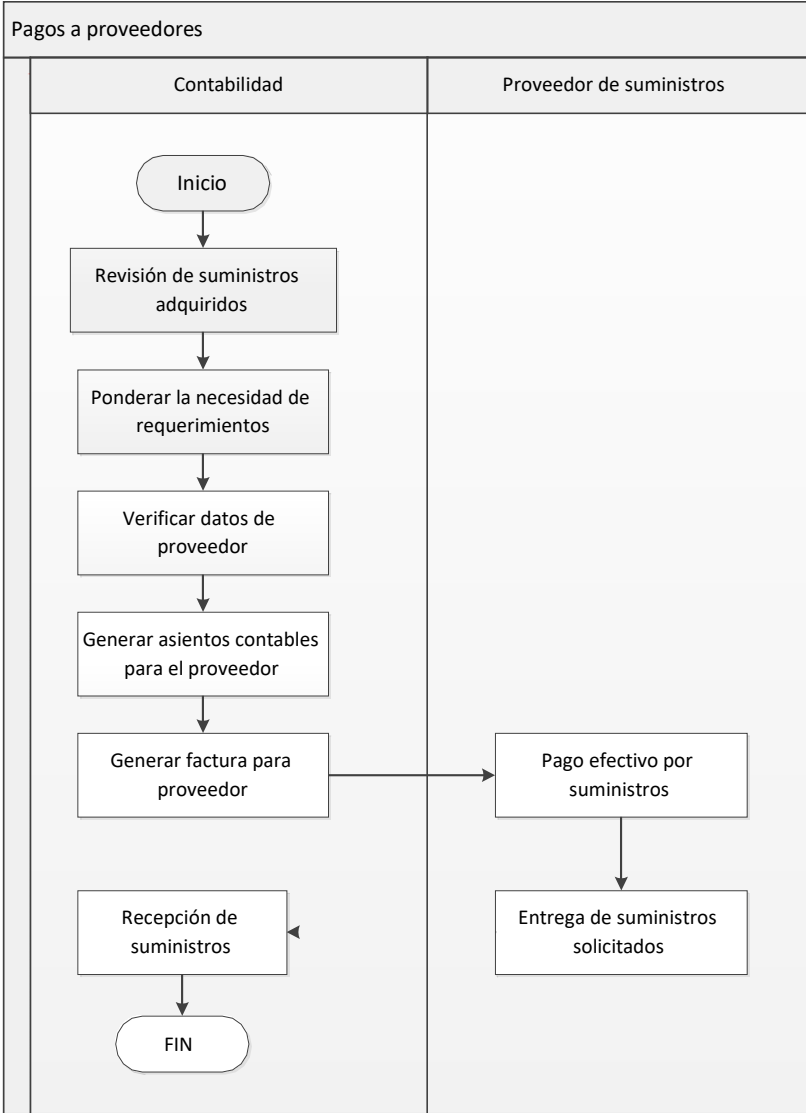 Pagos a proveedores
Contabilidad
Proveedor de suministros
Inicio
Revisión de suministros
adquiridos
Ponderar la necesidad de
requerimientos
Verificar datos de
proveedor
Generar asientos contables
para el proveedor
Generar factura para
proveedor
Pago efectivo por
suministros
Entrega de suministros
solicitados
Recepción de
suministros
FIN